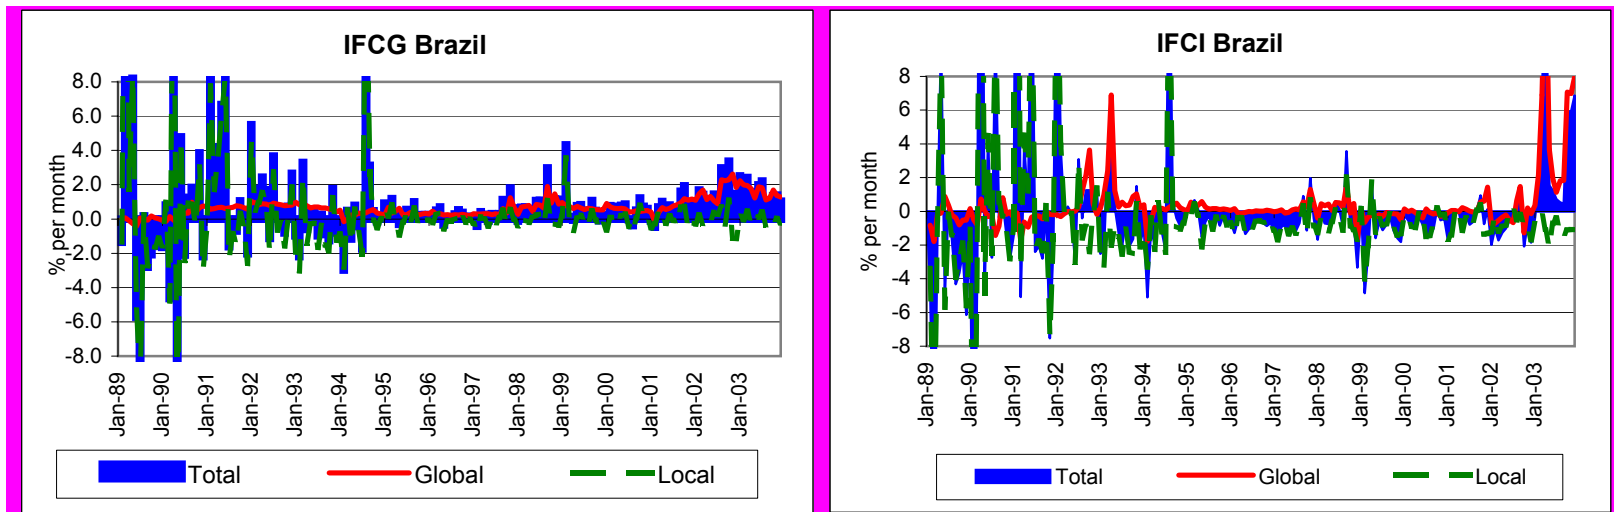 IFCG Brazil
8.0
6.0
4.0
2.0
0.0
-2.0
-4.0
-6.0
-8.0
% per month
Jan-89
Jan-90
Jan-91
Jan-92
Jan-93
Jan-94
Jan-95
Jan-96
Jan-97
Jan-98
Jan-99
Jan-00
Jan-01
Jan-02
Jan-03
Total Global Local
IFCI Brazil
8
6
4
2
0
-2
-4
-6
-8
% per month
Jan-89
Jan-90
Jan-91
Jan-92
Jan-93
Jan-94
Jan-95
Jan-96
Jan-97
Jan-98
Jan-99
Jan-00
Jan-01
Jan-02
Jan-03
Total Global Local